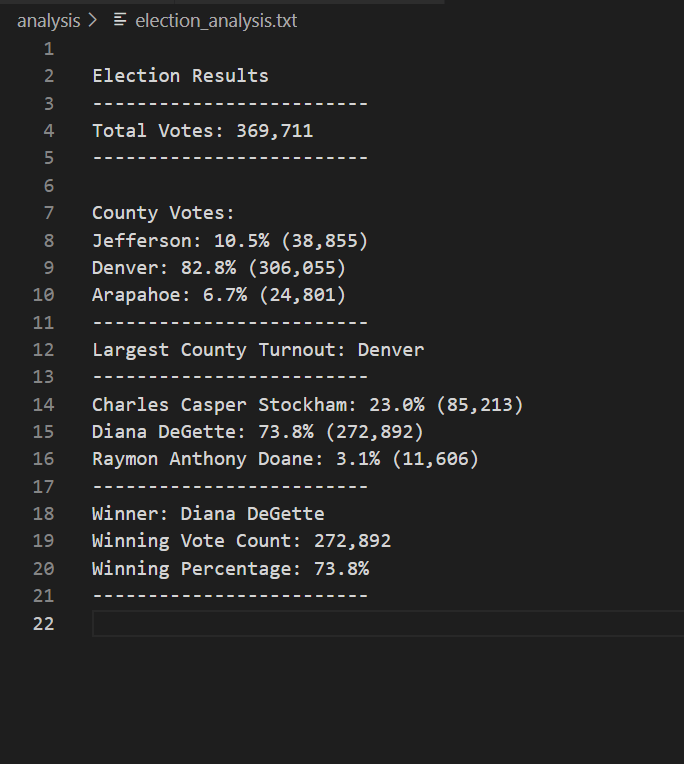 analysis > election_analysis.txt
1
2 Election Results
3 -------------------------
4 Total Votes: 369,711
5 -------------------------
6
7 County Votes:
8 Jefferson: 10.5% (38,855)
9 Denver: 82.8% (306,055)
10 Arapahoe: 6.7% (24,801)
11 -------------------------
12 Largest County Turnout: Denver
13 -------------------------
14 Charles Casper Stockham: 23.0% (85,213)
15 Diana DeGette: 73.8% (272,892)
16 Raymon Anthony Doane: 3.1% (11,606)
17 -------------------------
18 Winner: Diana DeGette
19 Winning Vote Count: 272,892
20 Winning Percentage: 73.8%
21 -------------------------
22